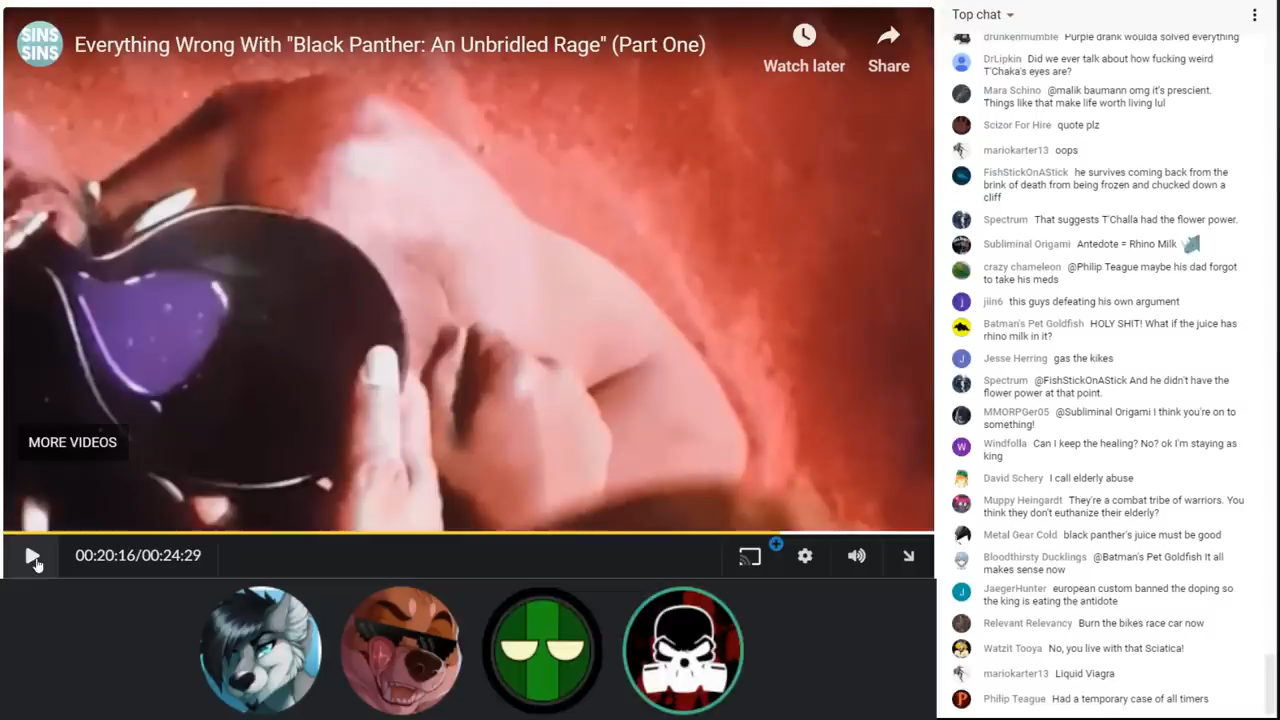 SINS
SINS
Everything Wrong With "Black Panther: An Unbridled Rage" (Part One)
Watch later
Share
MORE VIDEOS
00:20:16/00:24:29
Top chat
drunkenmumble Purple drank woulda solved everything
DrLipkin Did we ever talk about how fucking weird
T'Chaka's eyes are?
Mara Schino @malik baumann omg it's prescient.
Things like that make life worth living lul
Scizor For Hire quote plz
mariokarter13 oops
FishStickOnAStick he survives coming back from the
brink of death from being frozen and chucked down a
cliff
Spectrum That suggests T'Challa had the flower power.
Subliminal Origami Antedote = Rhino Milk
crazy chameleon @Philip Teague maybe his dad forgot
to take his meds
j
jiin6 this guys defeating his own argument
Batman's Pet Goldfish HOLY SHIT! What if the juice has
rhino milk in it?
J
Jesse Herring gas the kikes
Spectrum @FishStickOnAStick And he didn't have the
flower power at that point.
MMORPGer05 @Subliminal Origami I think you're on to
something!
W
Windfolla Can I keep the healing? No? ok I'm staying as
king
David Schery I call elderly abuse
Muppy Heingardt They're a combat tribe of warriors. You
think they don't euthanize their elderly?
Metal Gear Cold black panther's juice must be good
Bloodthirsty Ducklings @Batman's Pet Goldfish It all
makes sense now
J
JaegerHunter european custom banned the doping so
the king is eating the antidote
Relevant Relevancy Burn the bikes race car now
Watzit Tooya No, you live with that Sciatica!
mariokarter13 Liquid Viagra
P
Philip Teague Had a temporary case of all timers